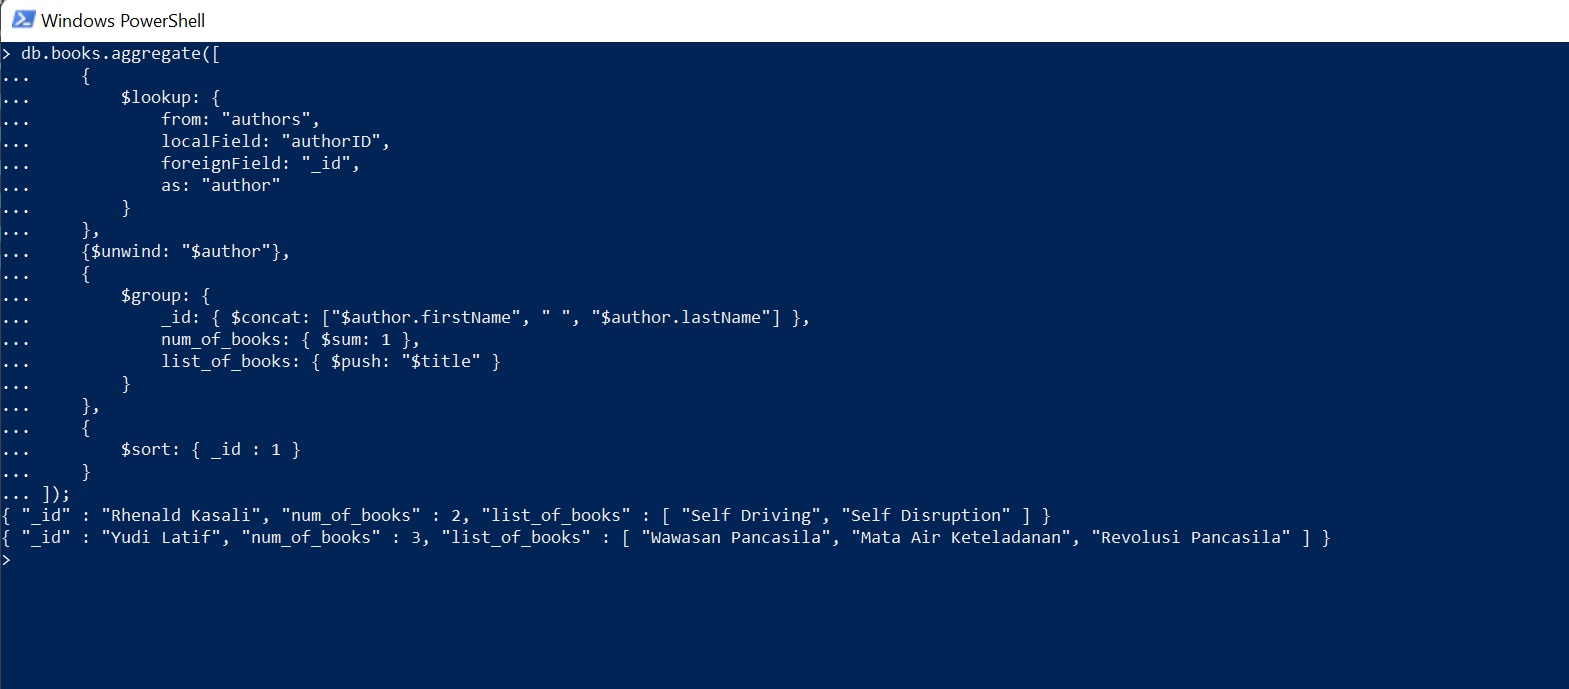 Windows PowerShell
> db.books.aggregate([
...     {
...         $lookup: {
...             from: "authors",
...             localField: "authorID",
...             foreignField: "_id",
...             as: "author"
...         }
...     },
...     {$unwind: "$author"},
...     {
...         $group: {
...             _id: { $concat: ["$author.firstName", " ", "$author.lastName"] },
...             num_of_books: { $sum: 1 },
...             list_of_books: { $push: "$title" }
...         }
...     },
...     {
...         $sort: { _id : 1 }
...     }
... ]);
{ "_id" : "Rhenald Kasali", "num_of_books" : 2, "list_of_books" : [ "Self Driving", "Self Disruption" ] }
{ "_id" : "Yudi Latif", "num_of_books" : 3, "list_of_books" : [ "Wawasan Pancasila", "Mata Air Keteladanan", "Revolusi Pancasila" ] }
>